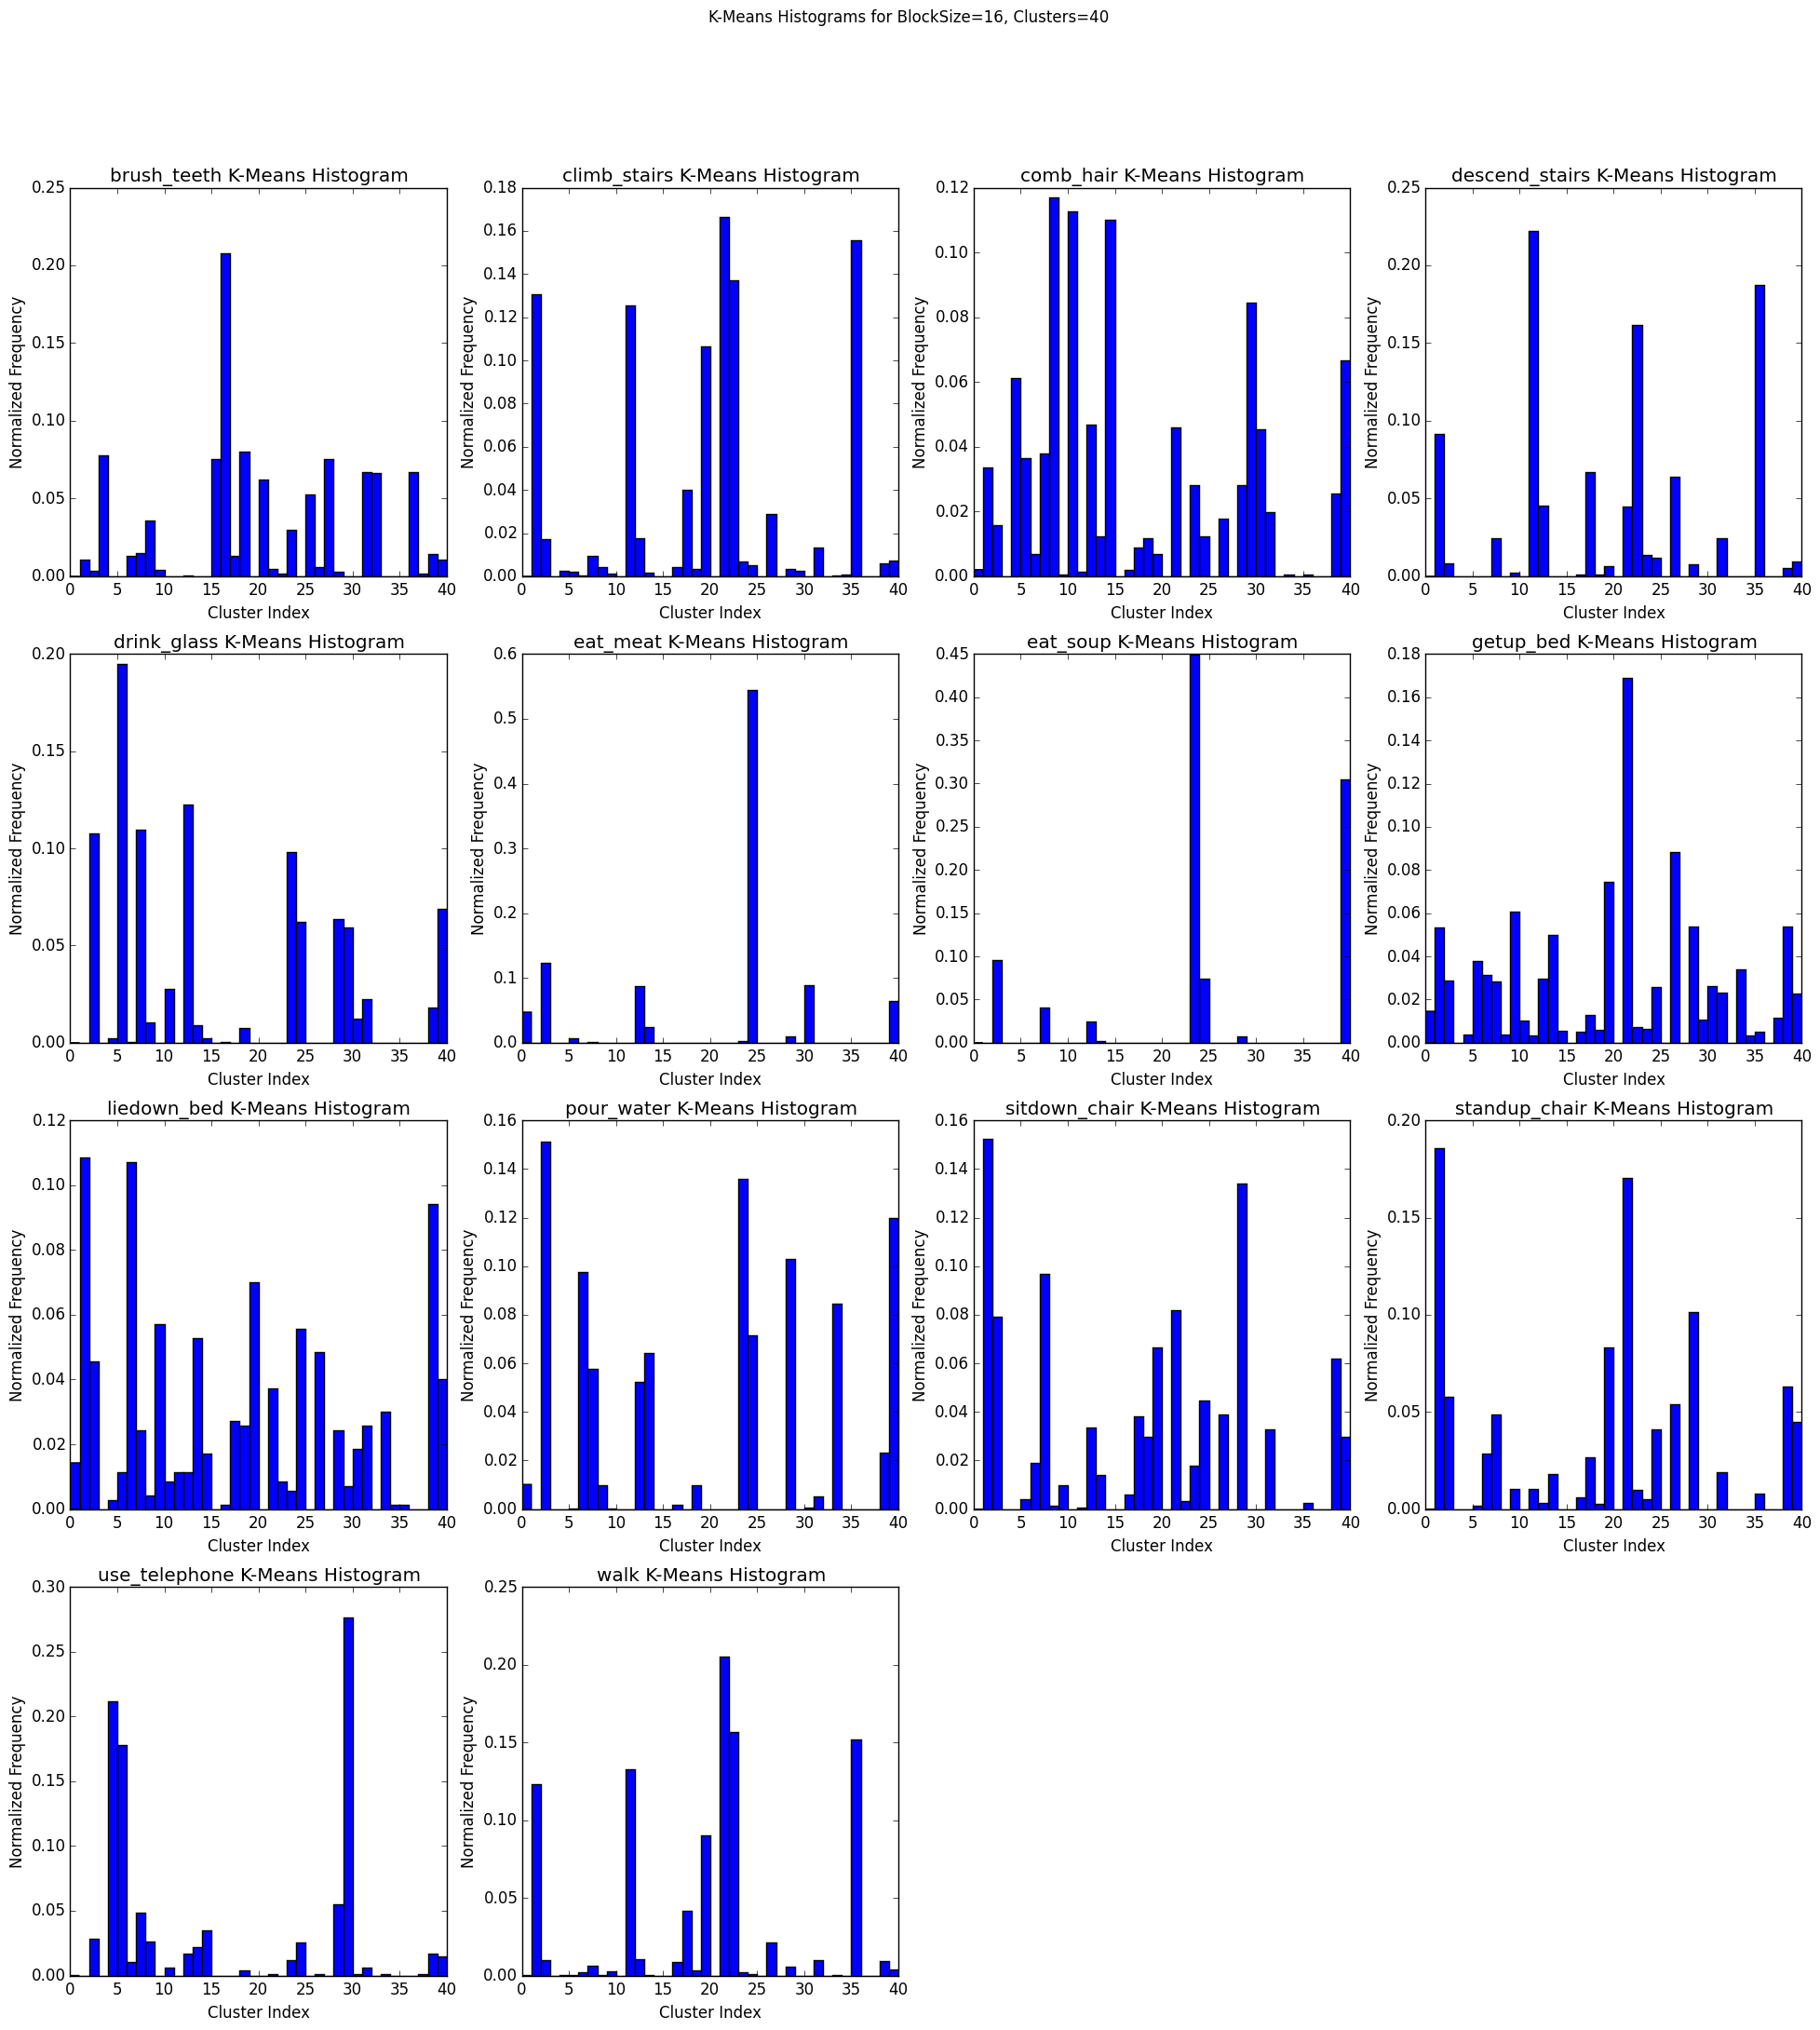 K-Means Histograms for BlockSize=16, Clusters=40
brush_teeth K-Means Histogram
0.25
0.20
0.15
0.10
0.05
0.00
Normalized Frequency
0 5 10 15 20 25 30 35 40
Cluster Index
climb_stairs K-Means Histogram
0.18
0.16
0.14
0.12
0.10
0.08
0.06
0.04
0.02
0.00
Normalized Frequency
0 5 10 15 20 25 30 35 40
Cluster Index
comb_hair K-Means Histogram
0.12
0.10
0.08
0.06
0.04
0.02
0.00
Normalized Frequency
0 5 10 15 20 25 30 35 40
Cluster Index
descend_stairs K-Means Histogram
0.25
0.20
0.15
0.10
0.05
0.00
Normalized Frequency
0 5 10 15 20 25 30 35 40
Cluster Index
drink_glass K-Means Histogram
0.20
0.15
0.10
0.05
0.00
Normalized Frequency
0 5 10 15 20 25 30 35 40
Cluster Index
eat_meat K-Means Histogram
0.6
0.5
0.4
0.3
0.2
0.1
0.0
Normalized Frequency
0 5 10 15 20 25 30 35 40
Cluster Index
eat_soup K-Means Histogram
0.45
0.40
0.35
0.30
0.25
0.20
0.15
0.10
0.05
0.00
Normalized Frequency
0 5 10 15 20 25 30 35 40
Cluster Index
getup_bed K-Means Histogram
0.18
0.16
0.14
0.12
0.10
0.08
0.06
0.04
0.02
0.00
Normalized Frequency
0 5 10 15 20 25 30 35 40
Cluster Index
liedown_bed K-Means Histogram
0.12
0.10
0.08
0.06
0.04
0.02
0.00
Normalized Frequency
0 5 10 15 20 25 30 35 40
Cluster Index
pour_water K-Means Histogram
0.16
0.14
0.12
0.10
0.08
0.06
0.04
0.02
0.00
Normalized Frequency
0 5 10 15 20 25 30 35 40
Cluster Index
sitdown_chair K-Means Histogram
0.16
0.14
0.12
0.10
0.08
0.06
0.04
0.02
0.00
Normalized Frequency
0 5 10 15 20 25 30 35 40
Cluster Index
standup_chair K-Means Histogram
0.20
0.15
0.10
0.05
0.00
Normalized Frequency
0 5 10 15 20 25 30 35 40
Cluster Index
use_telephone K-Means Histogram
0.30
0.25
0.20
0.15
0.10
0.05
0.00
Normalized Frequency
0 5 10 15 20 25 30 35 40
Cluster Index
walk K-Means Histogram
0.25
0.20
0.15
0.10
0.05
0.00
Normalized Frequency
0 5 10 15 20 25 30 35 40
Cluster Index